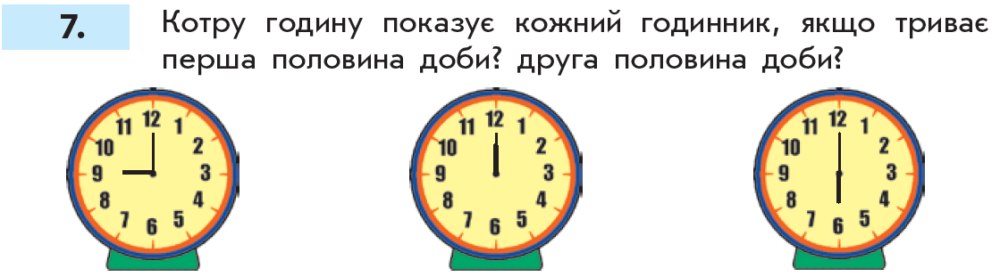 7. Котру годину показує кожний годинник, якщо триває
перша половина доби? друга половина доби?
12 1 2 3 4 5 6 7 8 9 10 11
12 1 2 3 4 5 6 7 8 9 10 11
12 1 2 3 4 5 6 7 8 9 10 11